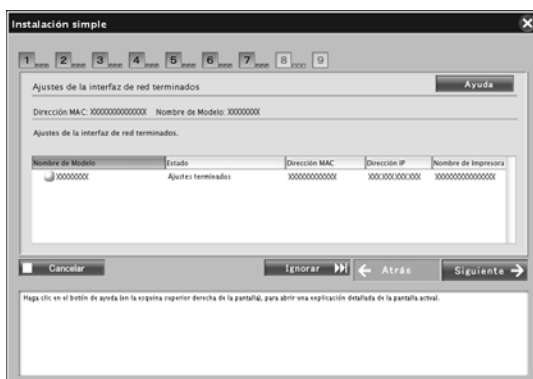 Instalación simple
1 2 3 4 5 6 7 8 9
Ajustes de la interfaz de red terminados
Ayuda
Dirección MAC: XXXXXXXXXXXXXX Nombre de Modelo: XXXXXXXX
Ajustes de la interfaz de red terminados.
Nombre de Modelo Estado Dirección MAC Dirección IP Nombre de Impresora
XXXXXXXX Ajustes terminados XXXXXXXXXXXX XXX.XXX.XXX.XXX XXXXXXXXXXXXXXX
Cancelar Ignorar Atrás Siguiente
Haga clic en el botón de ayuda (en la esquina superior derecha de la pantalla), para abrir una explicación detallada de la pantalla actual.